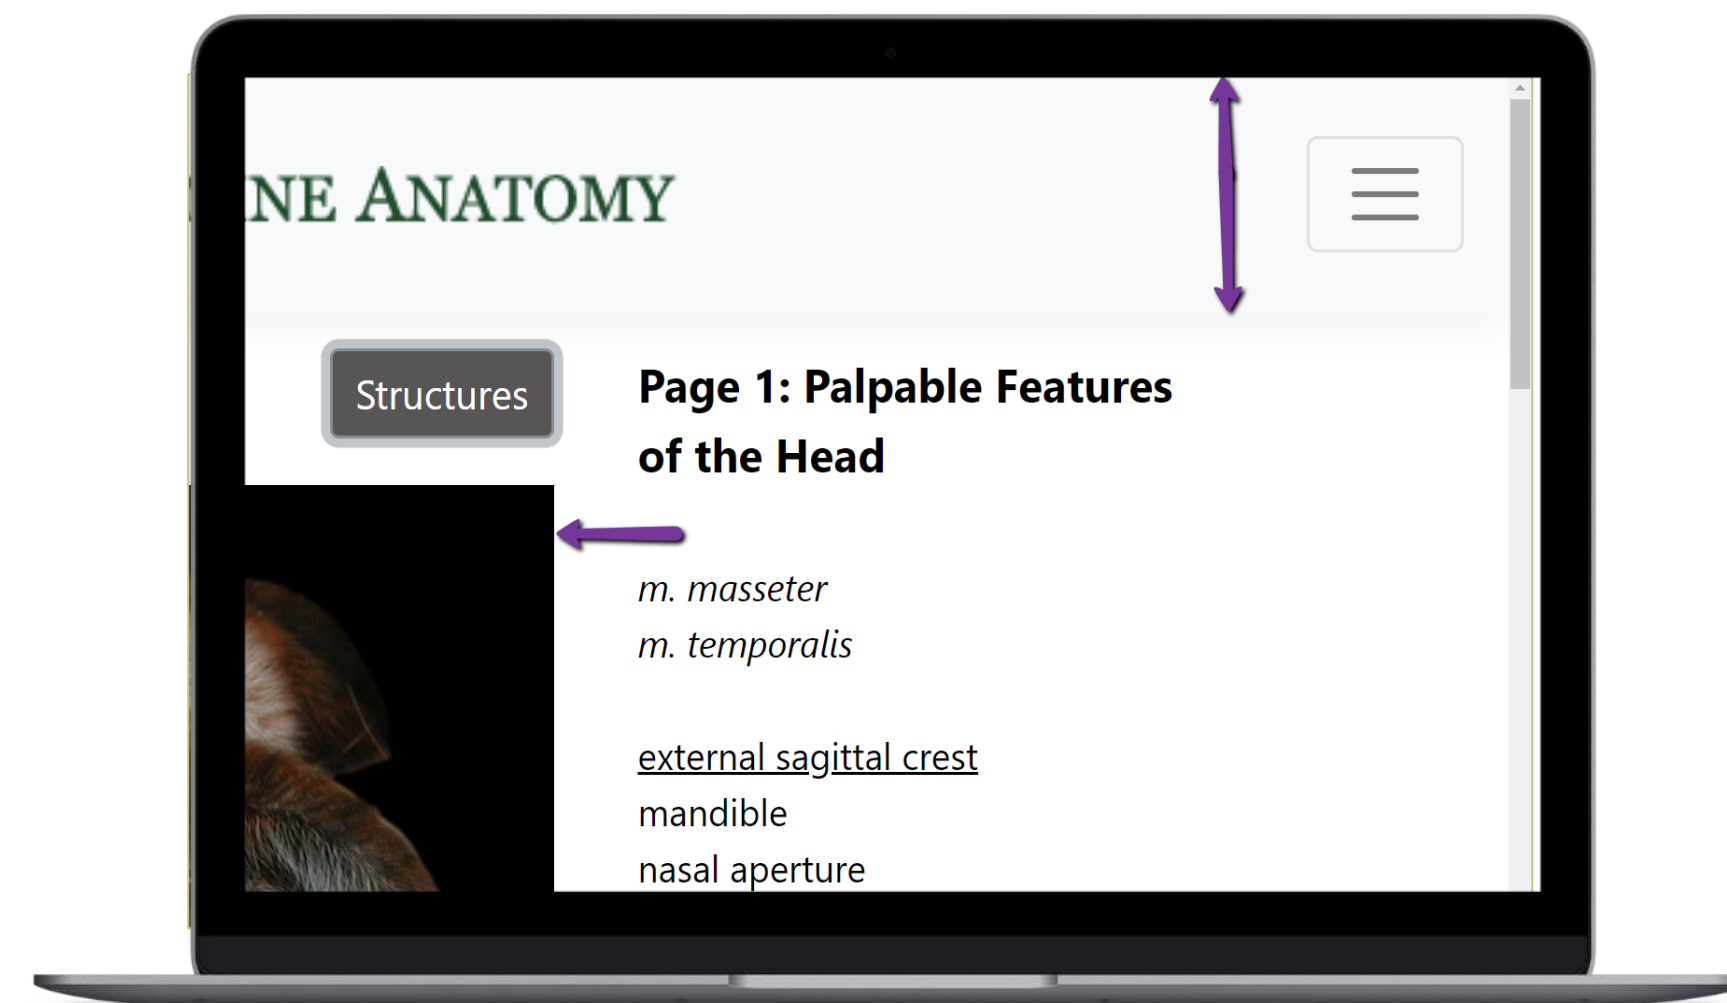 NE ANATOMY
Structures
Page 1: Palpable Features
of the Head
m. masseter
m. temporalis
external sagittal crest
mandible
nasal aperture